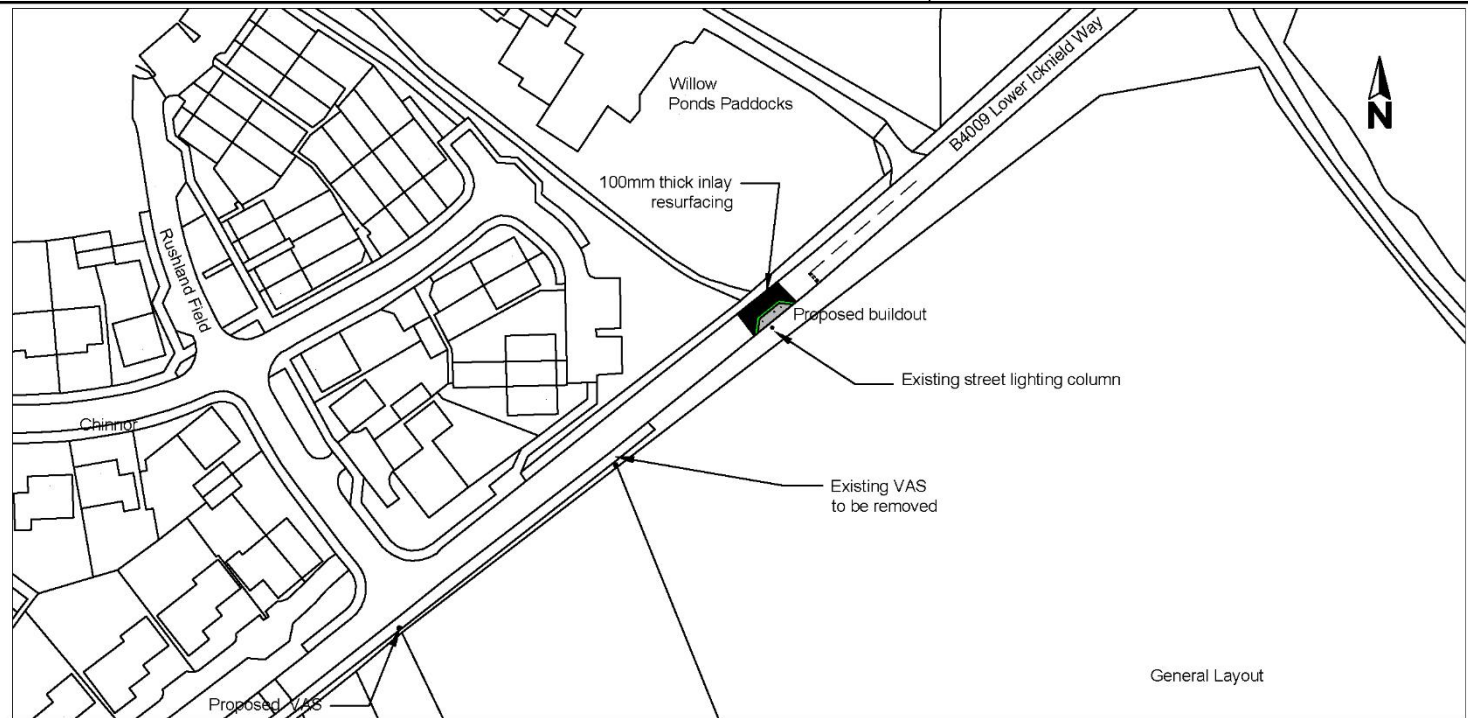 Willow
Ponds Paddocks
B4009 Lower Icknield Way
N
100mm thick inlay
resurfacing
Rushland Field
Proposed buildout
Existing street lighting column
Chinnor
Existing VAS
to be removed
General Layout
Proposed VAS